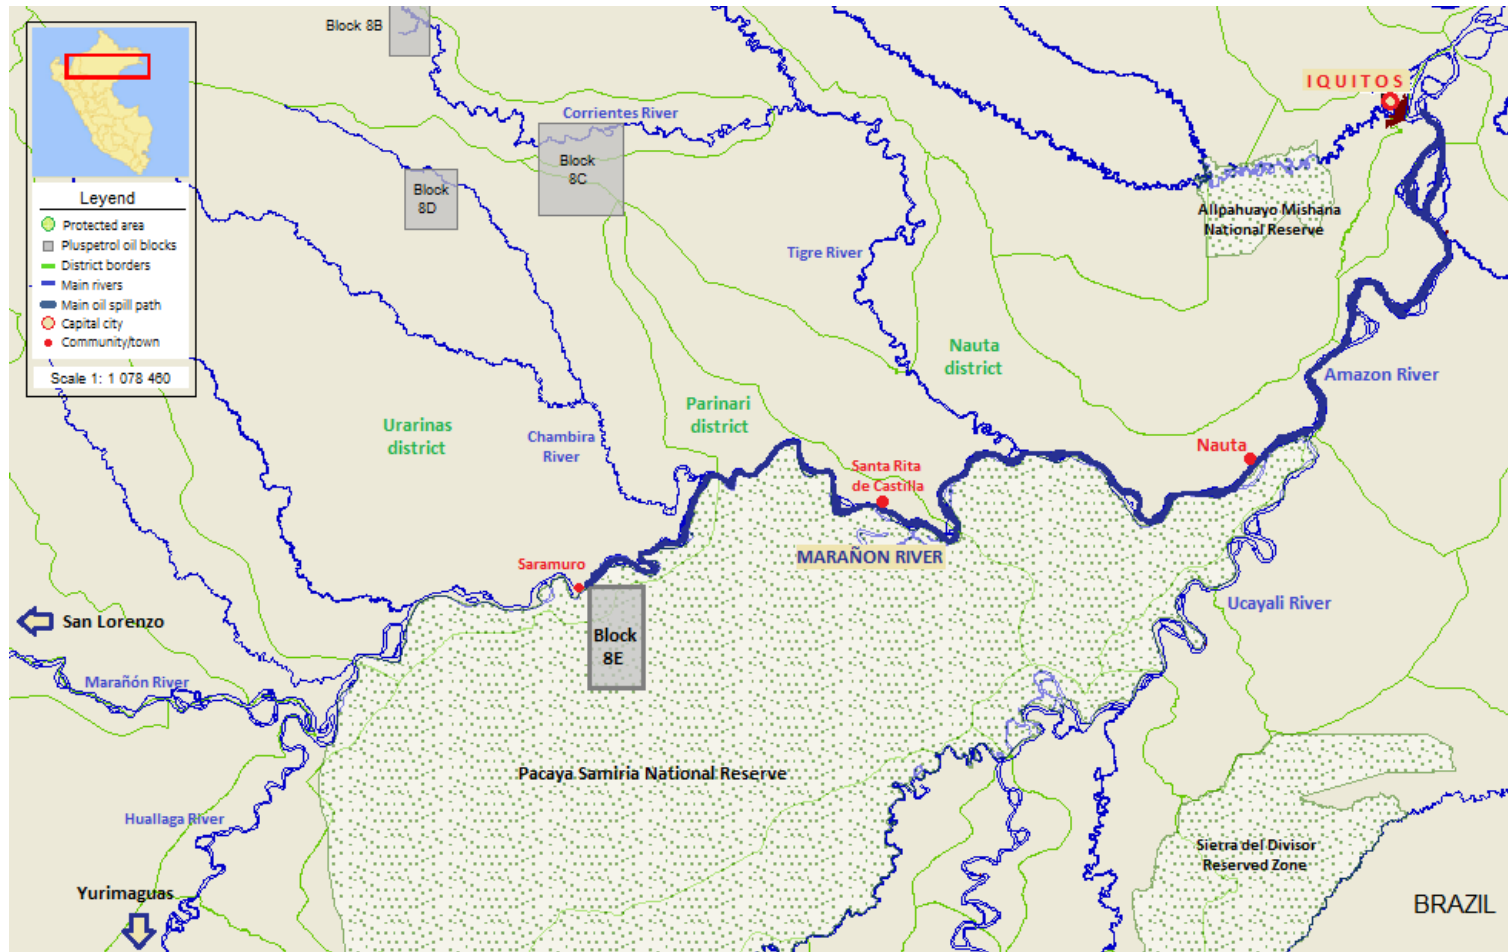 Block 8B
IQUITOS
Corrientes River
Block
8C
Block
8D
Leyend
Protected area
Pluspetrol oil blocks
District borders
Main rivers
Main oil spill path
Capital city
Community/town
Scale 1: 1 078 460
Allpahuayo Mishana
National Reserve
Tigre River
Nauta
district
Amazon River
Parinari
district
Urarinas
district
Chambira
River
Nauta
Santa Rita
de Castilla
MARAÑON RIVER
Saramuro
Ucayali River
San Lorenzo
Block
8E
Marañón River
Pacaya Samiria National Reserve
Huallaga River
Sierra del Divisor
Reserved Zone
Yurimaguas
BRAZIL